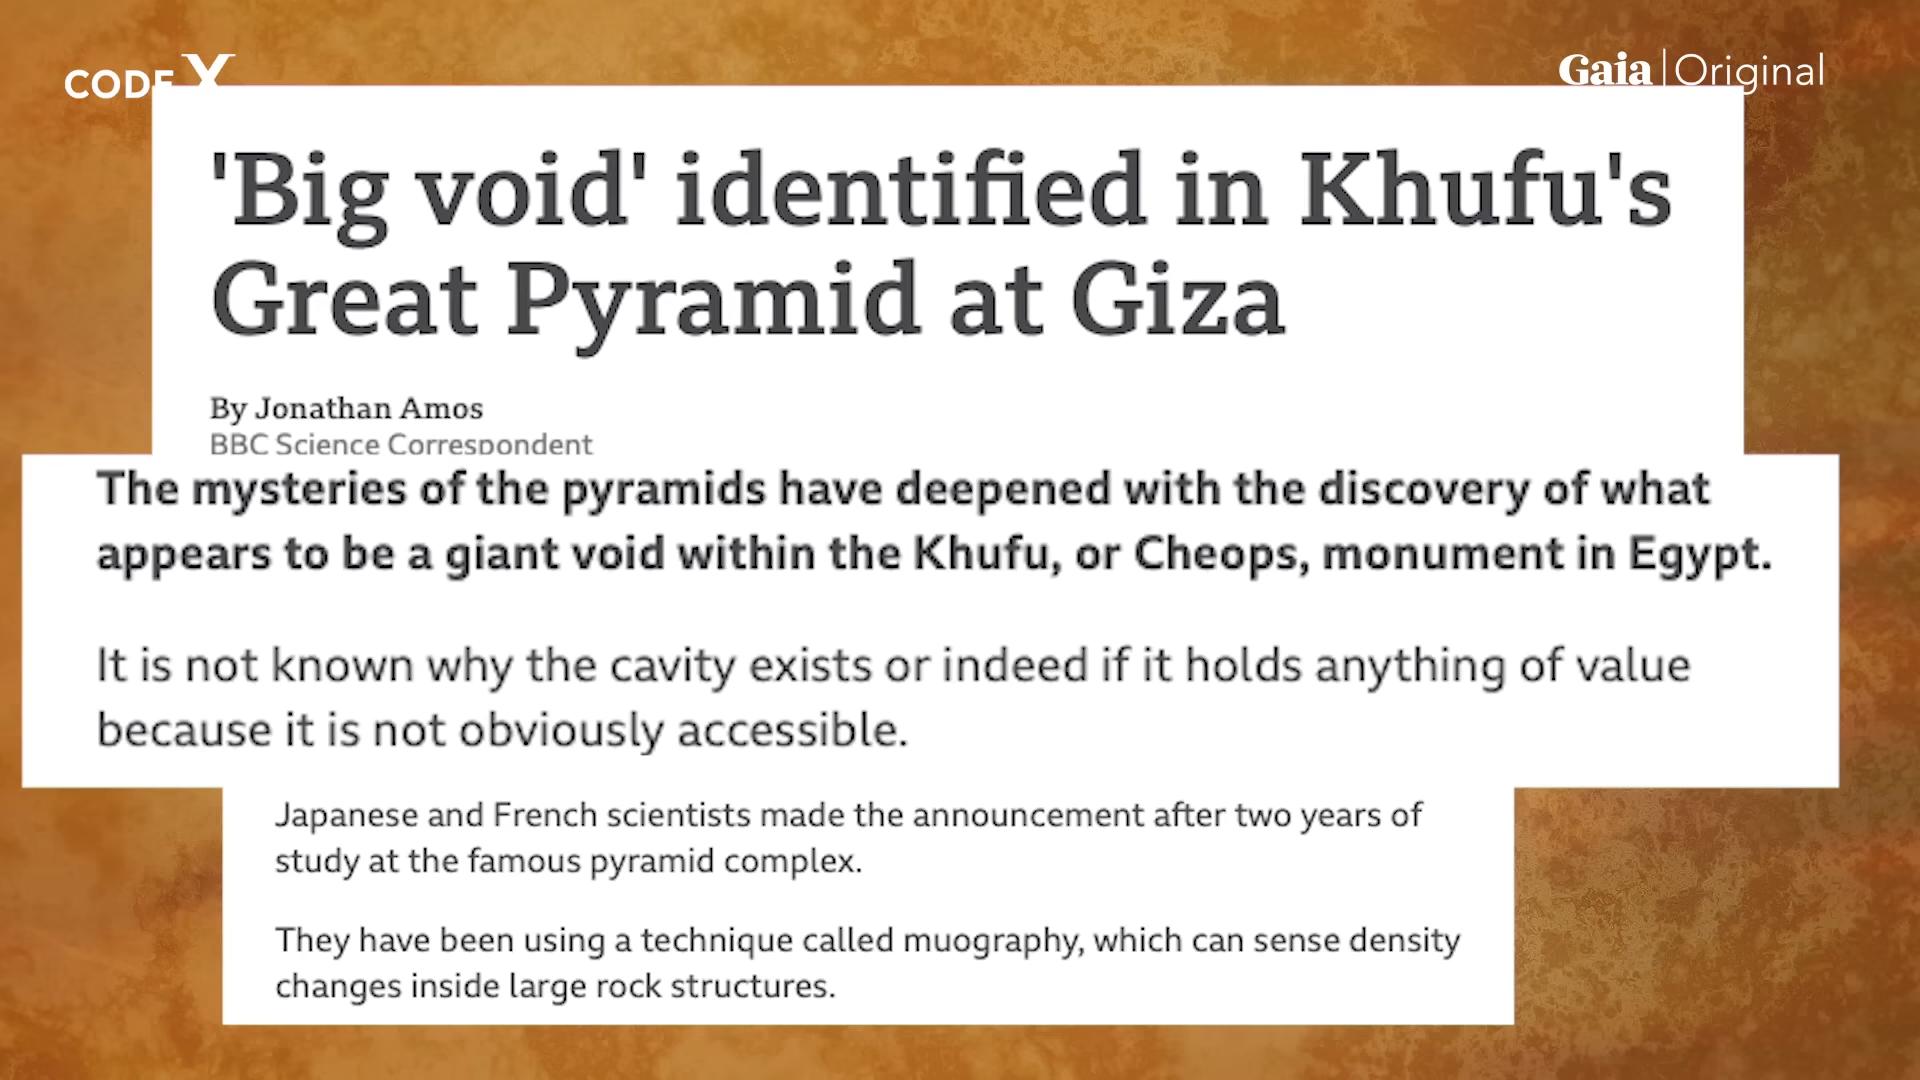 CODE X
Gaia | Original
'Big void' identified in Khufu's
Great Pyramid at Giza
By Jonathan Amos
BBC Science Correspondent
The mysteries of the pyramids have deepened with the discovery of what
appears to be a giant void within the Khufu, or Cheops, monument in Egypt.
It is not known why the cavity exists or indeed if it holds anything of value
because it is not obviously accessible.
Japanese and French scientists made the announcement after two years of
study at the famous pyramid complex.
They have been using a technique called muography, which can sense density
changes inside large rock structures.